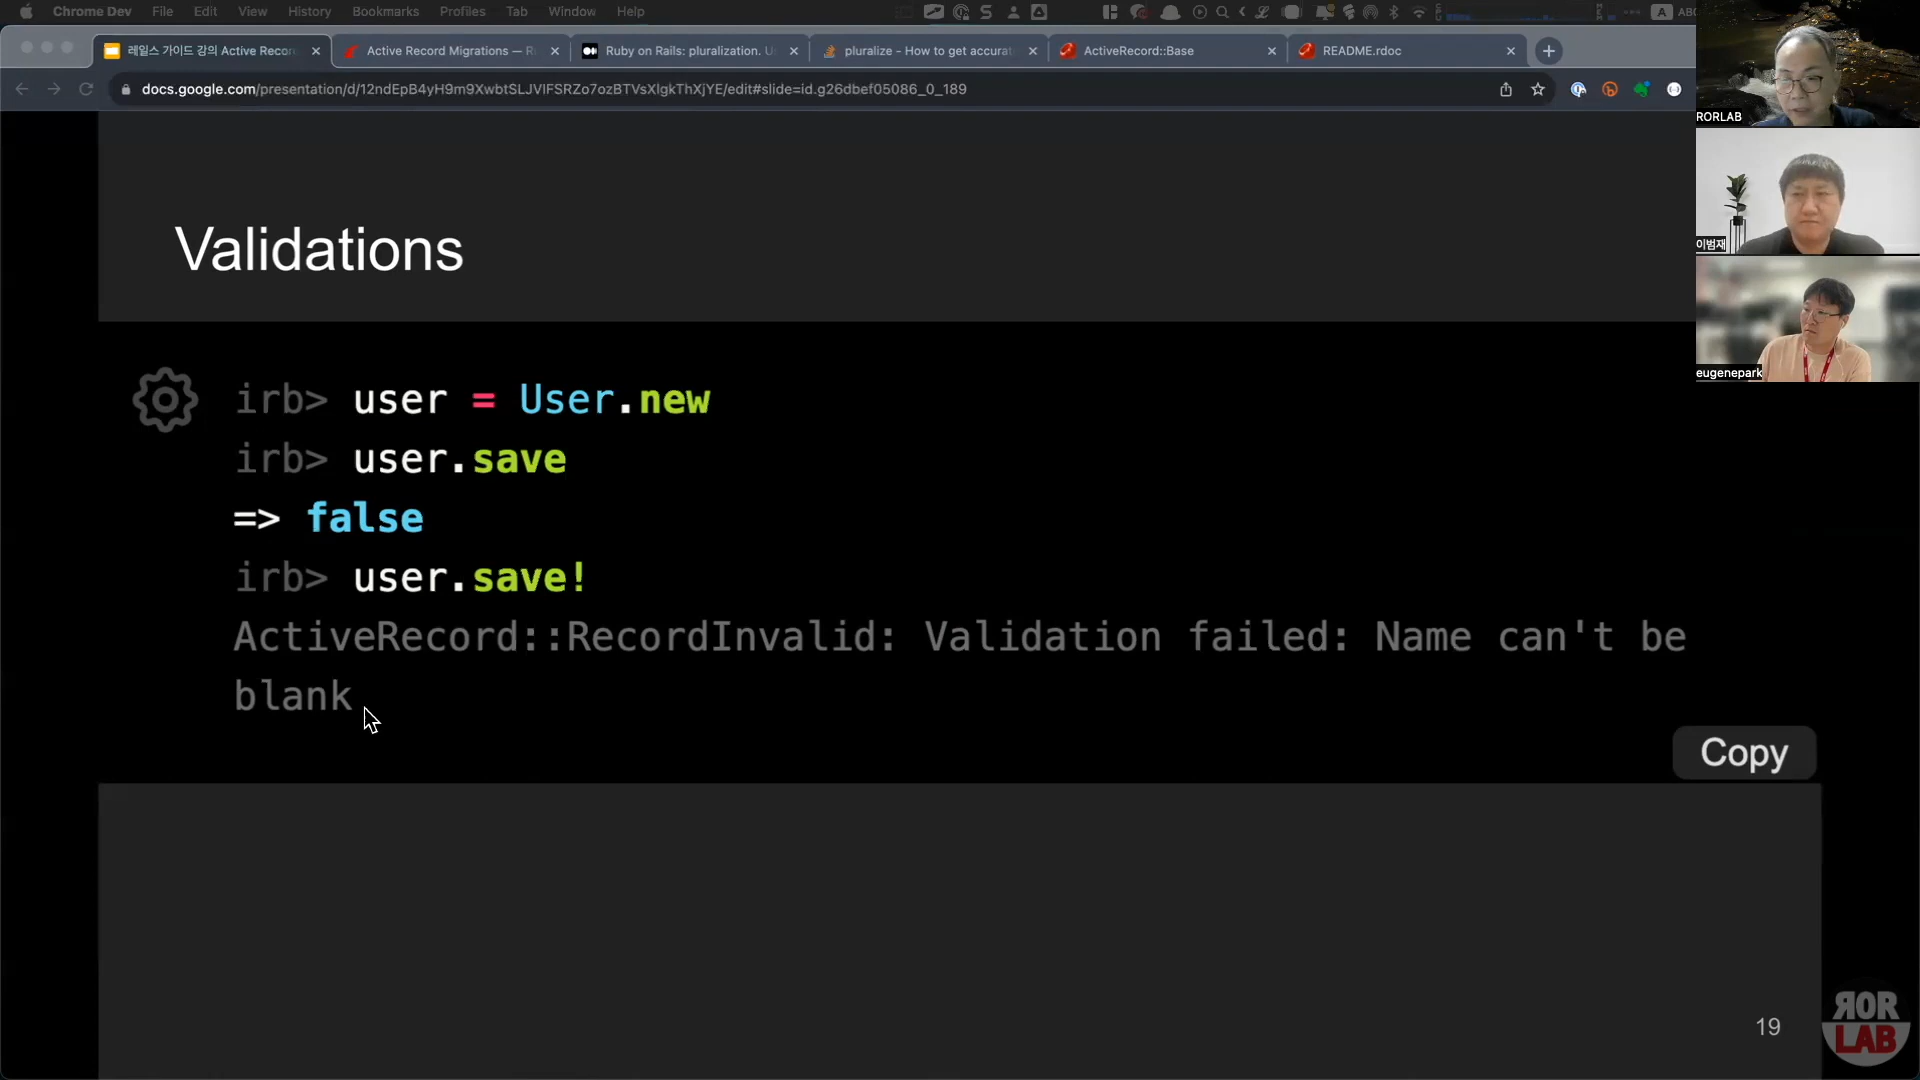 Chrome Dev File Edit View History Bookmarks Profiles Tab Window Help
A
레일스 가이드 강의 Active Recor
Active Record Migrations — R
Ruby on Rails: pluralization. U
pluralize - How to get accurat
ActiveRecord::Base
README.rdoc
docs.google.com/presentation/d/12ndEpB4yH9m9XwbtSLJVIFSRZo7ozBTVsXlgkThXjYE/edit#slide=id.g26dbef05086_0_189
RORLAB
이범재
eugenepark
Validations
irb> user = User.new
irb> user.save
=> false
irb> user.save!
ActiveRecord::RecordInvalid: Validation failed: Name can't be
blank
Copy
19
ROR
LAB